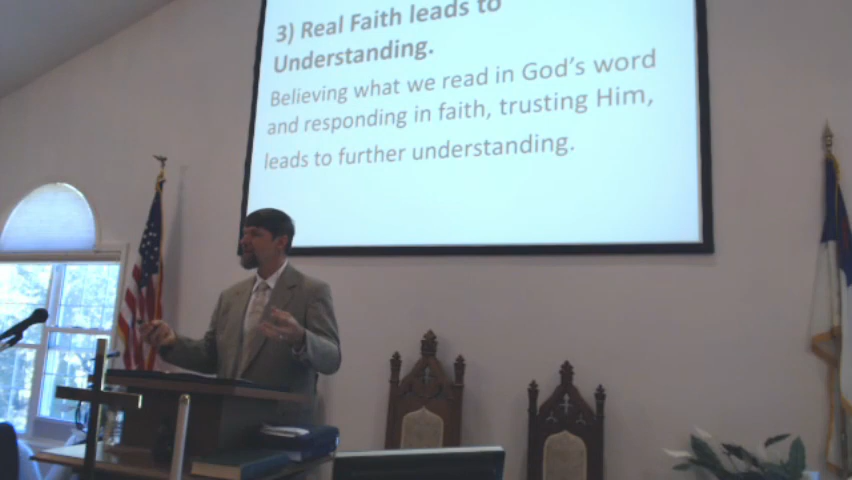 3) Real Faith leads to
Understanding.
Believing what we read in God's word
and responding in faith, trusting Him,
leads to further understanding.